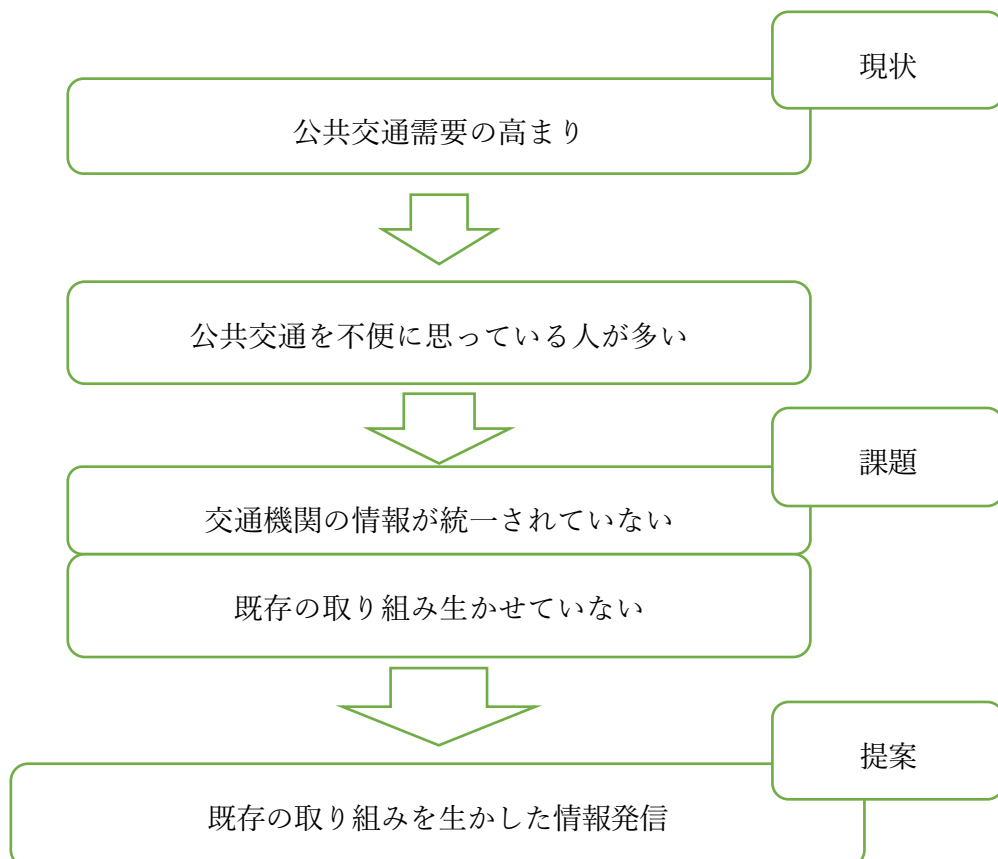 現状
公共交通需要の高まり
公共交通を不便に思っている人が多い
課題
交通機関の情報が統一されていない
既存の取り組み生かせていない
提案
既存の取り組みを生かした情報発信